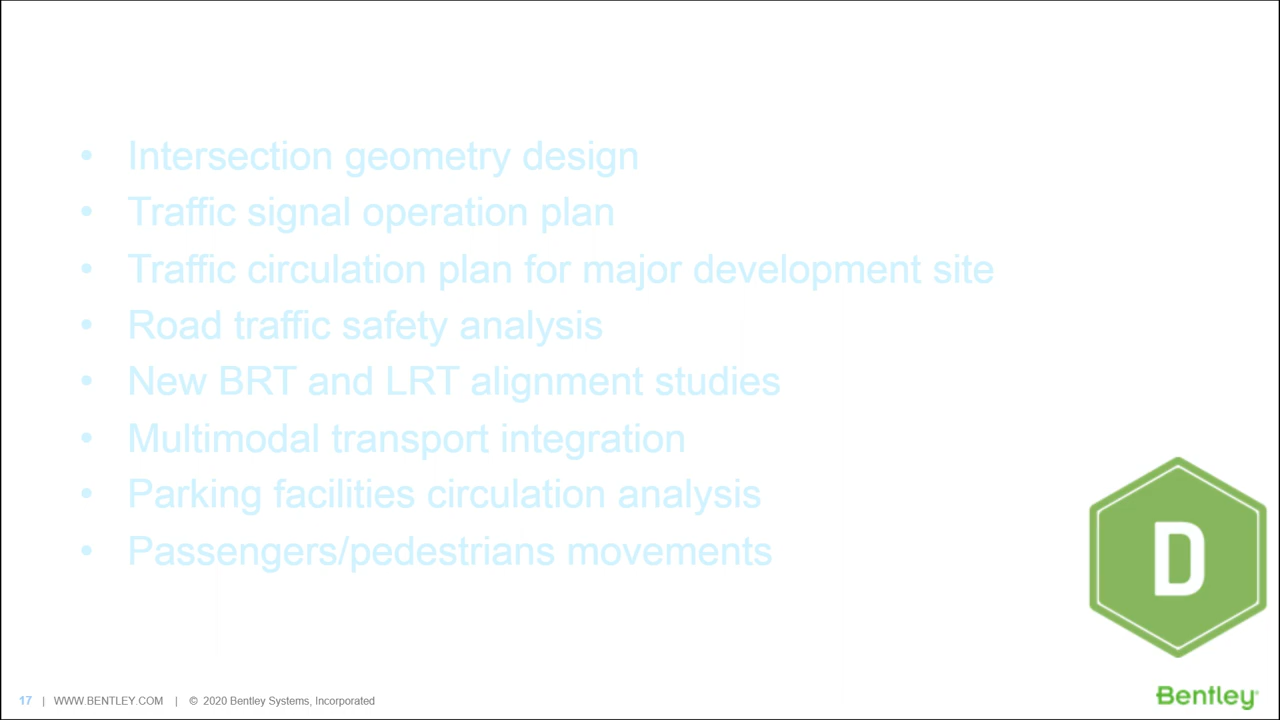 • Intersection geometry design
• Traffic signal operation plan
• Traffic circulation plan for major development site
• Road traffic safety analysis
• New BRT and LRT alignment studies
• Multimodal transport integration
• Parking facilities circulation analysis
• Passengers/pedestrians movements
D
17 | WWW.BENTLEY.COM | © 2020 Bentley Systems, Incorporated
Bentley